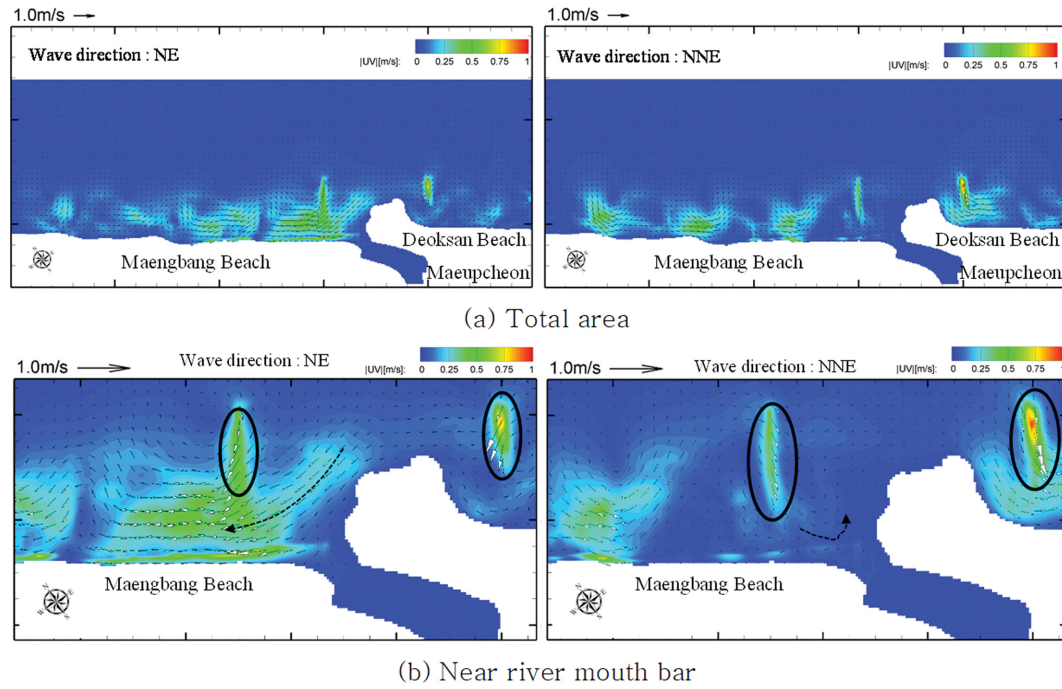 1.0m/s
Wave direction : NE
|UV|[m/s]: 0 0.25 0.5 0.75 1
Maengbang Beach
Deoksan Beach
Maeupcheon
Wave direction : NNE
|UV|[m/s]: 0 0.25 0.5 0.75 1
Maengbang Beach
Deoksan Beach
Maeupcheon
(a) Total area
1.0m/s
Wave direction : NE
|UV|[m/s]: 0 0.25 0.5 0.75 1
Maengbang Beach
N
E
S
W
1.0m/s
Wave direction : NNE
|UV|[m/s]: 0 0.25 0.5 0.75 1
Maengbang Beach
N
E
S
W
(b) Near river mouth bar